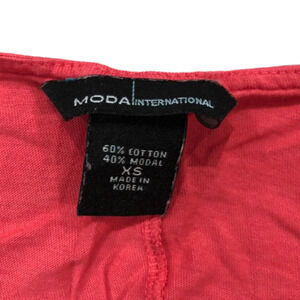 MODA INTERNATIONAL
60% COTTON
40% MODAL
XS
MADE IN
KOREA